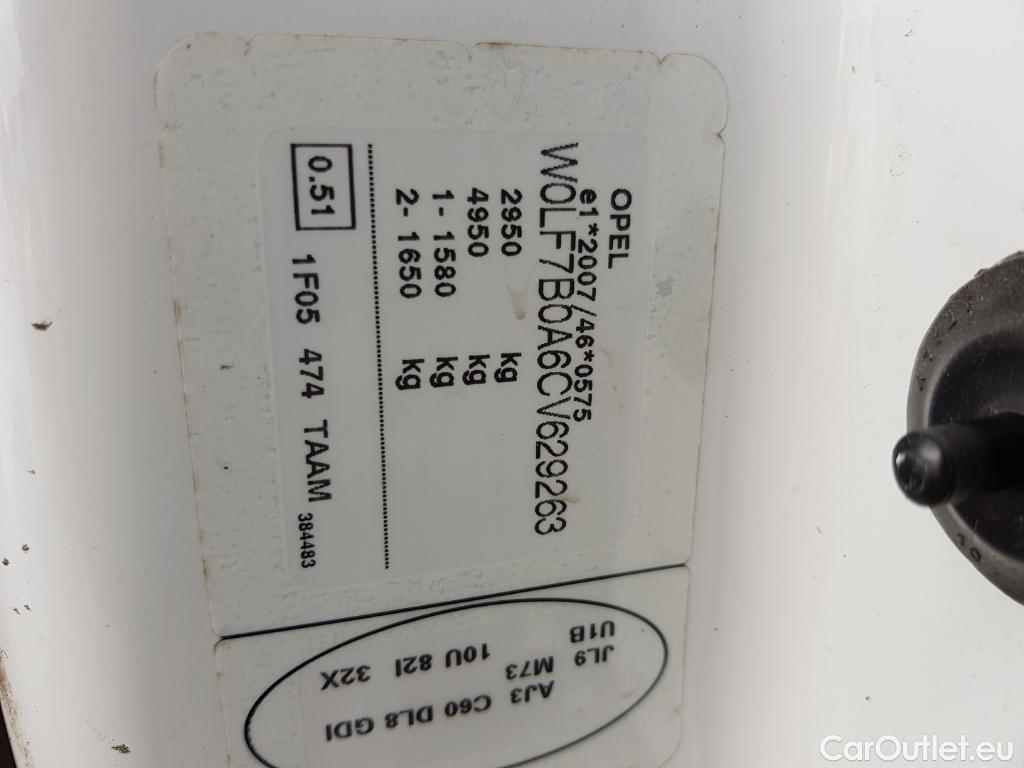 OPEL
e1*2007/46*0575
W0LF7B0A6CV629263
2950 kg
4950 kg
1- 1580 kg
2- 1650 kg
0.51 1F05 474 TAAM 384483
AJ3 C60 DL8 GDI
JL9 M73
U1B 10U 82I 32X
CarOutlet.eu